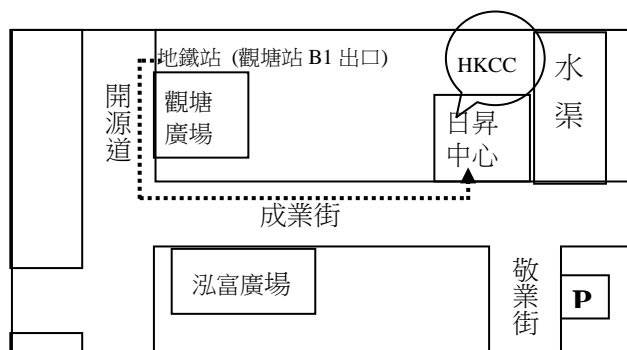 地鐵站 (觀塘站 B1 出口)
HKCC
水渠
開源道
觀塘
廣場
日昇
中心
成業街
泓富廣場
敬業街
P